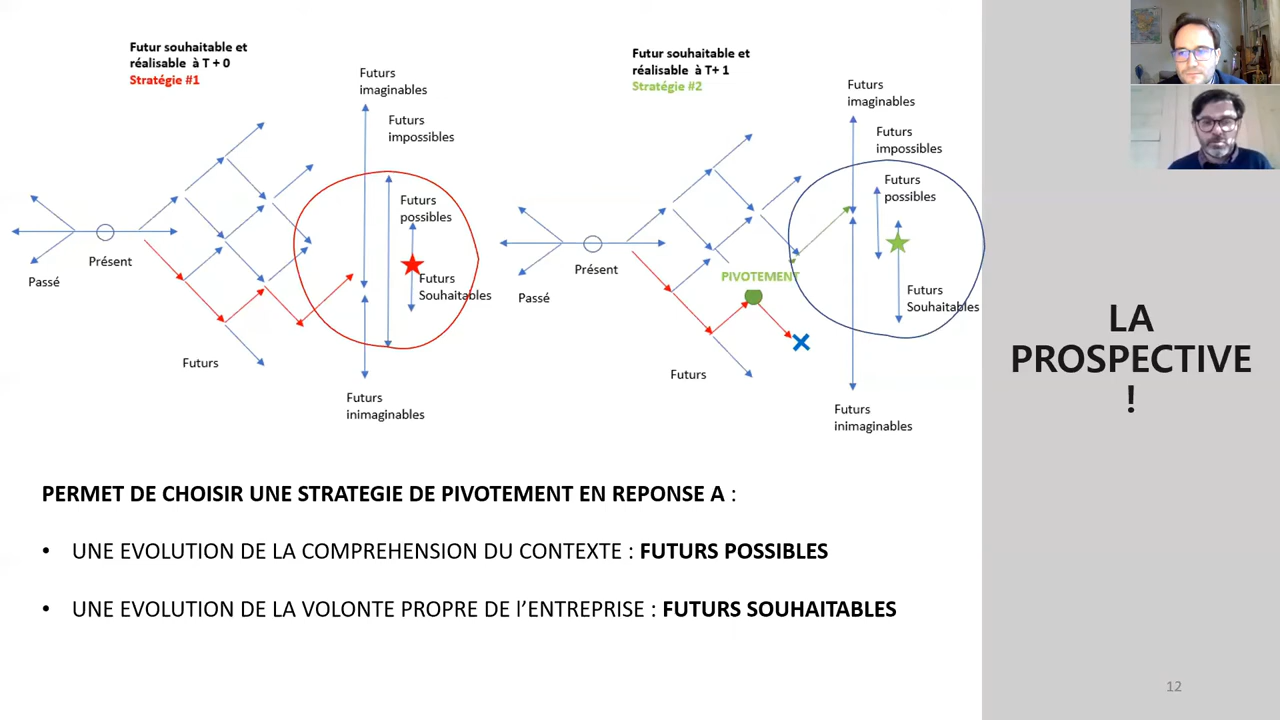 Futur souhaitable et
réalisable à T + 0
Stratégie #1
Futurs
imaginables
Futurs
impossibles
Futurs
possibles
Futurs
Souhaitables
Présent
Passé
Futurs
Futurs
inimaginables
Futur souhaitable et
réalisable à T+ 1
Stratégie #2
Futurs
imaginables
Futurs
impossibles
Futurs
possibles
Futurs
Souhaitables
PIVOTEMENT
Présent
Passé
Futurs
Futurs
inimaginables
LA
PROSPECTIVE
!
PERMET DE CHOISIR UNE STRATEGIE DE PIVOTEMENT EN REPONSE A :
• UNE EVOLUTION DE LA COMPREHENSION DU CONTEXTE : FUTURS POSSIBLES
• UNE EVOLUTION DE LA VOLONTE PROPRE DE l’ENTREPRISE : FUTURS SOUHAITABLES
12